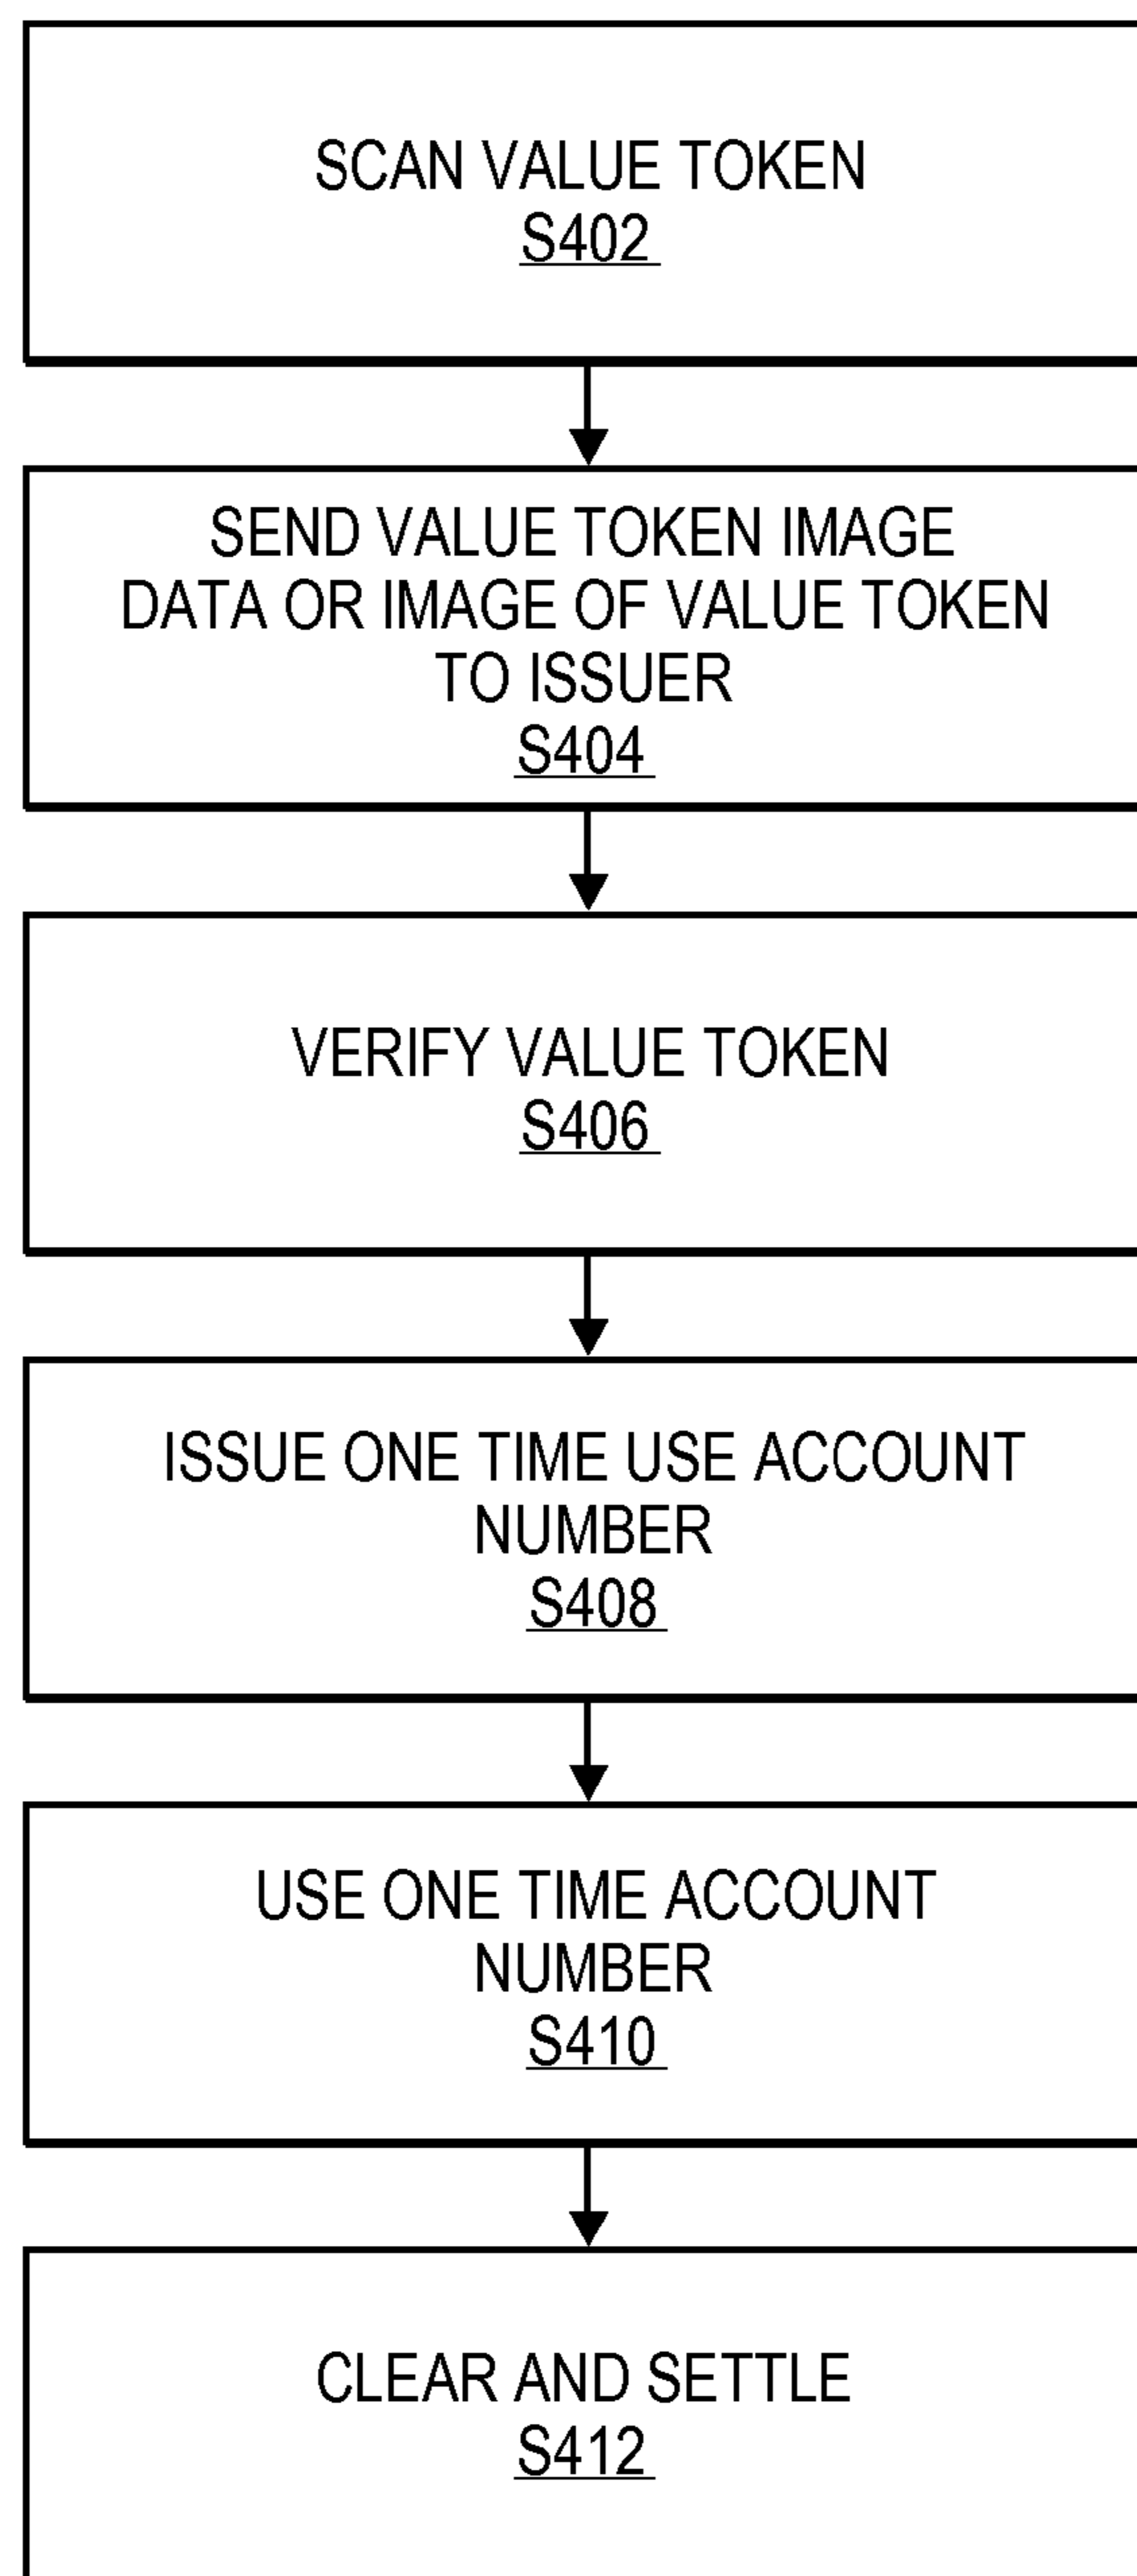 SCAN VALUE TOKEN
S402
SEND VALUE TOKEN IMAGE
DATA OR IMAGE OF VALUE TOKEN
TO ISSUER
S404
VERIFY VALUE TOKEN
S406
ISSUE ONE TIME USE ACCOUNT
NUMBER
S408
USE ONE TIME ACCOUNT
NUMBER
S410
CLEAR AND SETTLE
S412